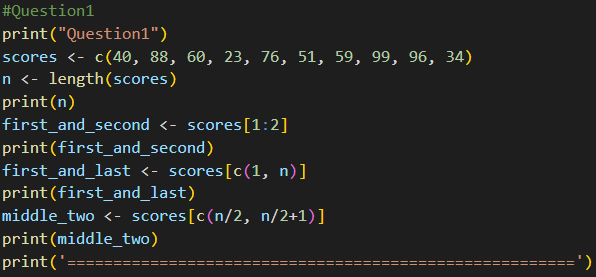 #Question1
print("Question1")
scores <- c(40, 88, 60, 23, 76, 51, 59, 99, 96, 34)
n <- length(scores)
print(n)
first_and_second <- scores[1:2]
print(first_and_second)
first_and_last <- scores[c(1, n)]
print(first_and_last)
middle_two <- scores[c(n/2, n/2+1)]
print(middle_two)
print('=======================================================')